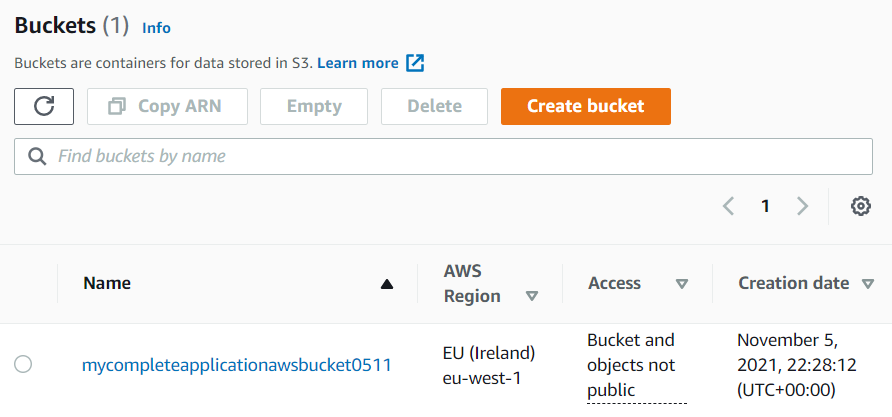 Buckets (1) Info
Buckets are containers for data stored in S3. Learn more
Copy ARN Empty Delete Create bucket
Find buckets by name
1
Name AWS Region Access Creation date
mycompleteapplicationawsbucket0511
EU (Ireland)
eu-west-1
Bucket and
objects not
public
November 5,
2021, 22:28:12
(UTC+00:00)